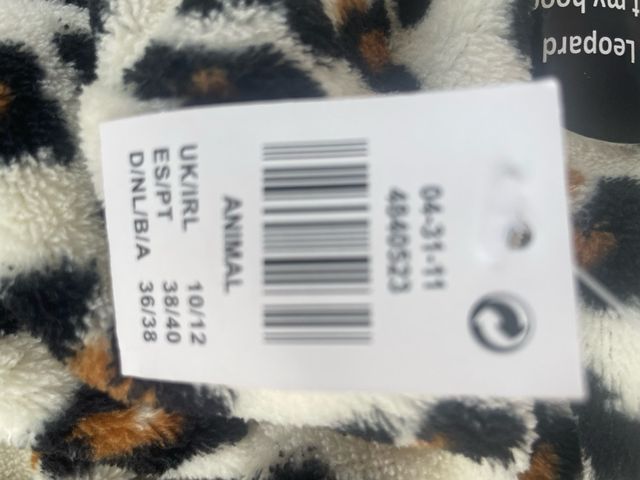 04-31-11
4840523
ANIMAL
UK/IRL 10/12
ES/PT 38/40
D/NL/B/A 36/38
Leopard